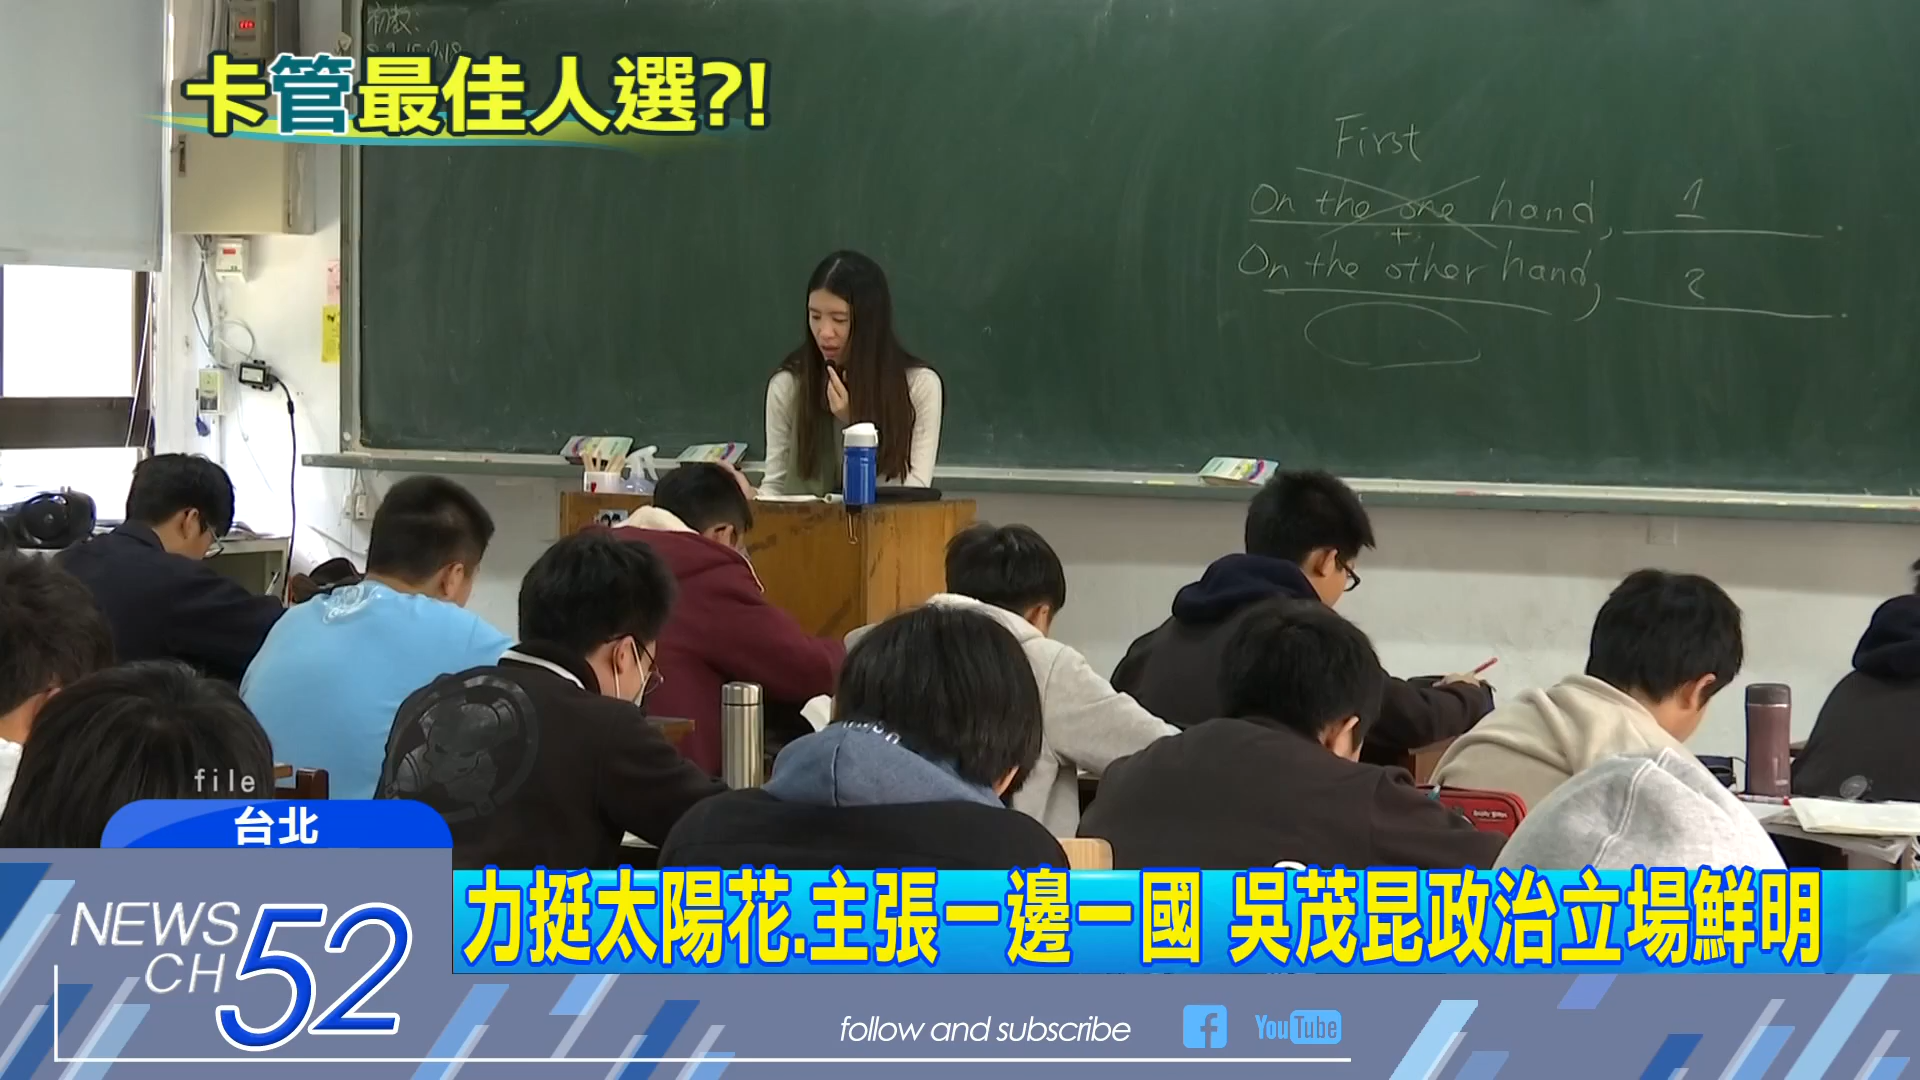 初教:
卡管最佳人選?!
First
On the one hand, 1
+
On the other hand, 2
file
台北
力挺太陽花.主張一邊一國 吳茂昆政治立場鮮明
NEWS
CH
52
follow and subscribe
YouTube